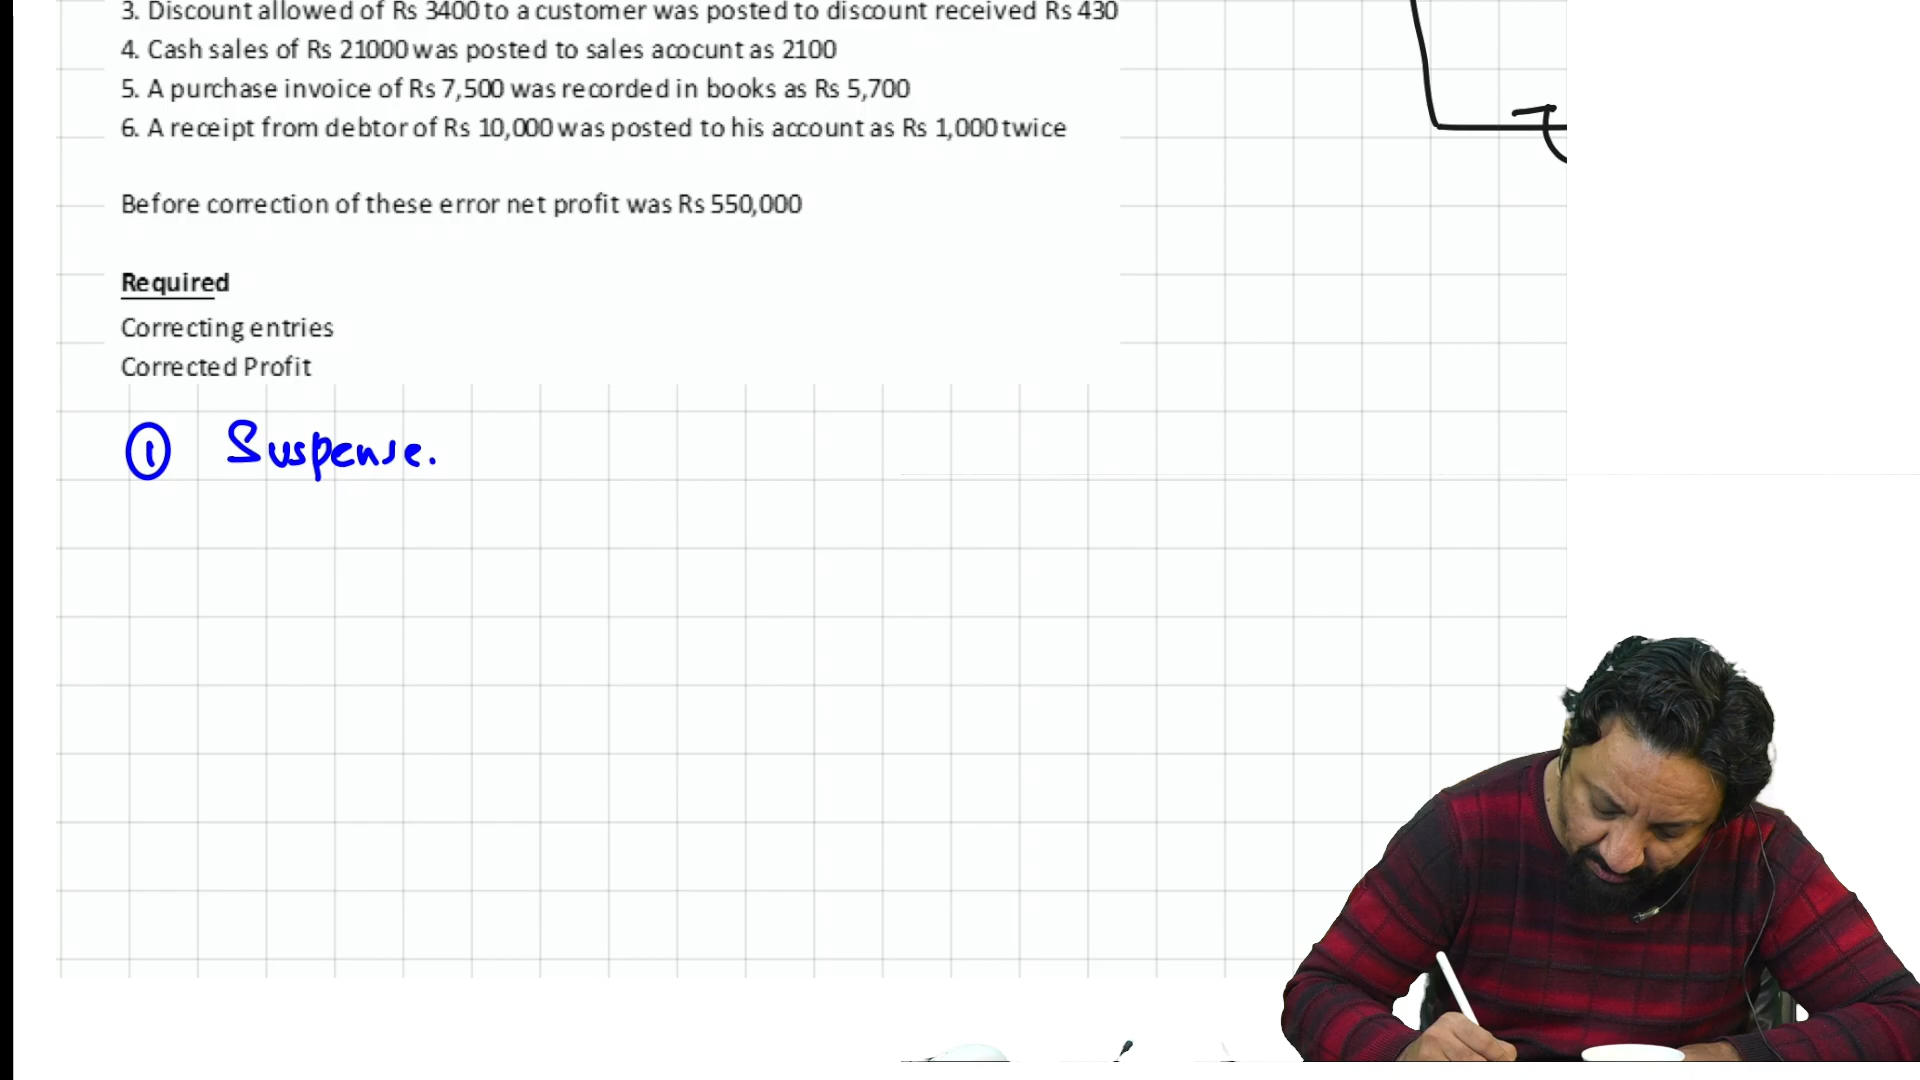 3. Discount allowed of Rs 3400 to a customer was posted to discount received Rs 430
4. Cash sales of Rs 21000 was posted to sales acocunt as 2100
5. A purchase invoice of Rs 7,500 was recorded in books as Rs 5,700
6. A receipt from debtor of Rs 10,000 was posted to his account as Rs 1,000 twice
Before correction of these error net profit was Rs 550,000
Required
Correcting entries
Corrected Profit
① Suspense.